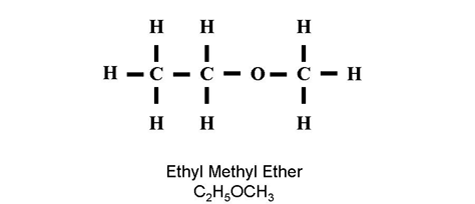 H H H
H C C O C H
H H H
Ethyl Methyl Ether
C₂H₅OCH₃